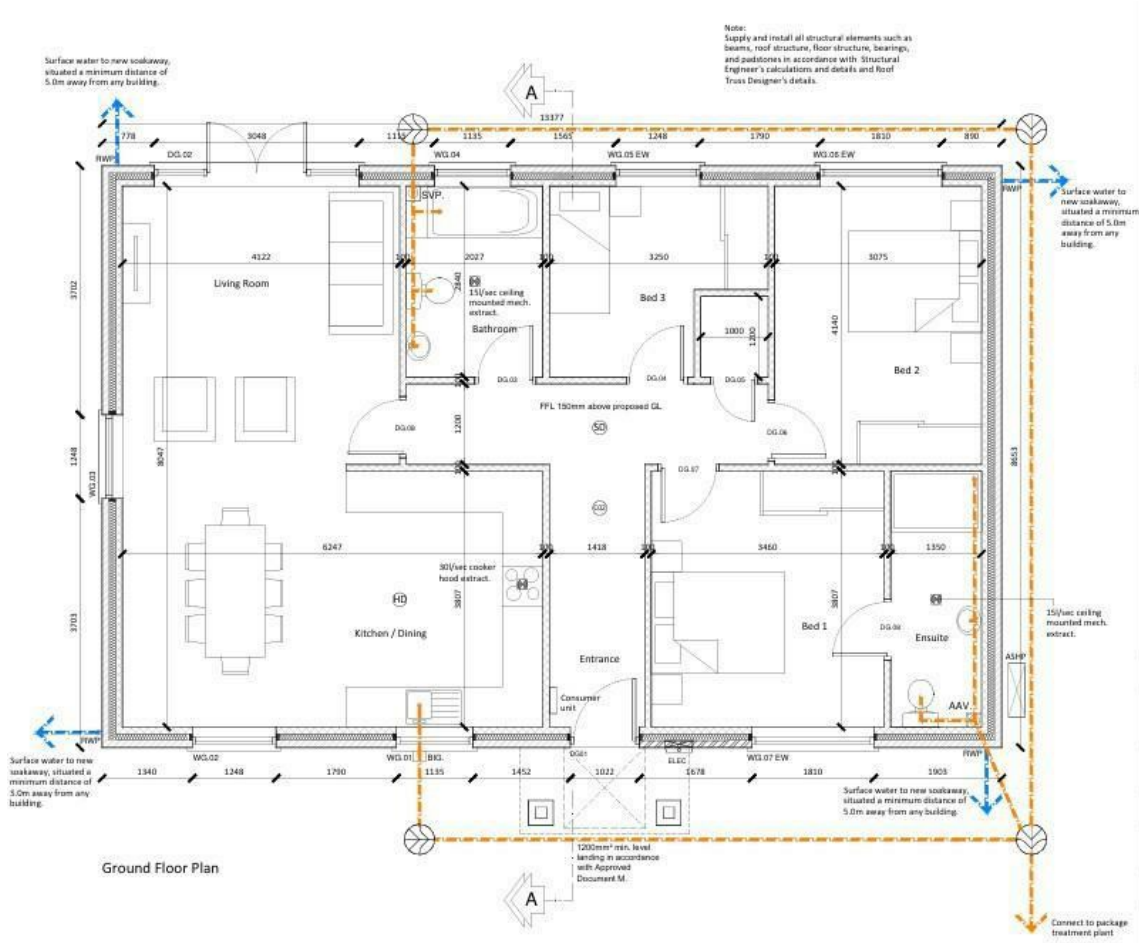 Note:
Supply and install all structural elements such as
beams, roof structure, floor structure, bearings,
and padstones in accordance with Structural
Engineer's calculations and details and Roof
Truss Designer's details.
Surface water to new soakaway,
situated a minimum distance of
5.0m away from any building.
A
13377
778
3048
1135
1565
1248
1790
1810
890
RWP
DG.02
WG.04
WG.05 EW
WG.06 EW
RWP
Surface water to
new soakaway,
situated a minimum
distance of 5.0m
away from any
building.
SVP.
4122
100
2027
100
3250
100
3075
3702
Living Room
2840
15l/sec ceiling
mounted mech.
extract.
Bathroom
Bed 3
1000
1200
4140
Bed 2
DG.03
DG.04
DG.05
FFL 150mm above proposed GL
SD
DG.06
1200
8047
1248
WG.03
DG.07
8653
CO2
6247
100
1418
100
3460
100
1350
30l/sec cooker
hood extract.
HD
3807
3807
3703
Kitchen / Dining
Bed 1
Ensuite
15l/sec ceiling
mounted mech.
extract.
Entrance
ASHP
Consumer
unit
AAV.
RWP
WG.02
WG.01
BIG.
DG01
ELEC
WG.07 EW
RWP
Surface water to new
soakaway, situated a
minimum distance of
5.0m away from any
building.
1340
1248
1790
1135
1452
1022
1678
1810
1903
Surface water to new soakaway,
situated a minimum distance of
5.0m away from any building.
1200mm² min. level
landing in accordance
with Approved
Document M.
Ground Floor Plan
A
Connect to package
treatment plant